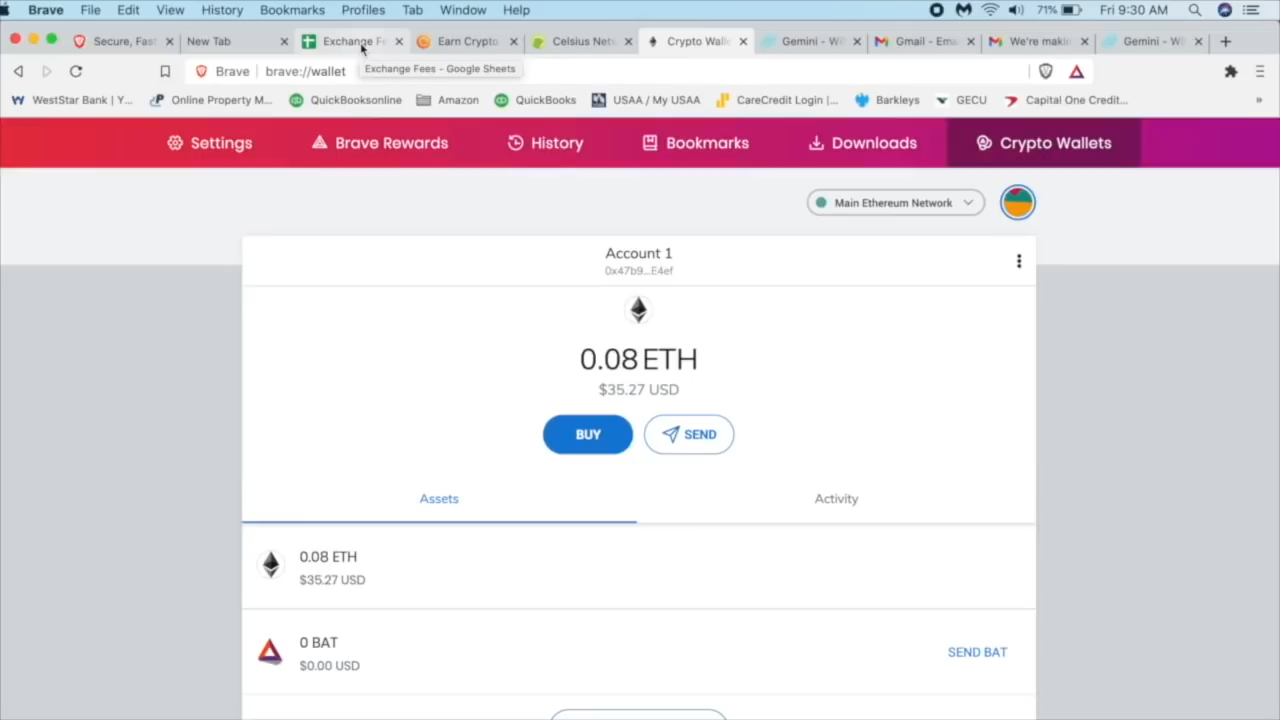 Brave File Edit View History Bookmarks Profiles Tab Window Help 71% Fri 9:30 AM
Secure, Fast New Tab Exchange Fe Earn Crypto Celsius Netw Crypto Walle Gemini - Wi Gmail - Ema We're makin Gemini - W
Brave brave://wallet
Exchange Fees - Google Sheets
WestStar Bank | Y... Online Property M... QuickBooksonline Amazon QuickBooks USAA / My USAA CareCredit Login |... Barkleys GECU Capital One Credit... »
Settings Brave Rewards History Bookmarks Downloads Crypto Wallets
Main Ethereum Network
Account 1
0x47b9...E4ef
0.08 ETH
$35.27 USD
BUY SEND
Assets Activity
0.08 ETH
$35.27 USD
0 BAT
$0.00 USD
SEND BAT